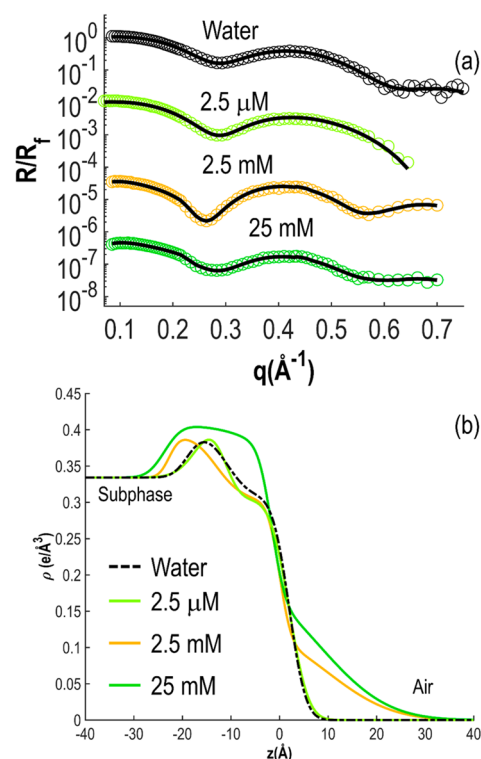 (a)
Water
2.5 μM
2.5 mM
25 mM
R/R_f
10^0
10^-1
10^-2
10^-3
10^-4
10^-5
10^-6
10^-7
10^-8
0.1 0.2 0.3 0.4 0.5 0.6 0.7
q(Å^-1)
(b)
0.45
0.4
0.35
0.3
0.25
0.2
0.15
0.1
0.05
0
ρ (e/Å^3)
Subphase
Water
2.5 μM
2.5 mM
25 mM
Air
-40 -30 -20 -10 0 10 20 30 40
z(Å)